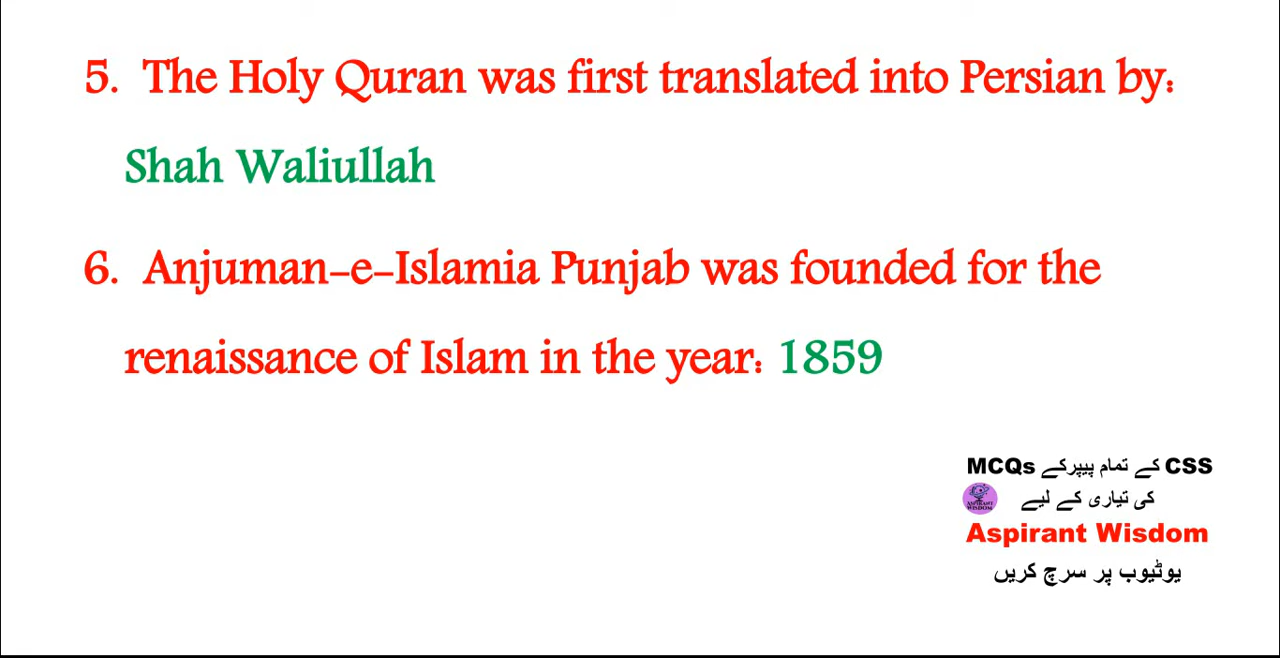 5. The Holy Quran was first translated into Persian by:
Shah Waliullah
6. Anjuman-e-Islamia Punjab was founded for the
renaissance of Islam in the year: 1859
CSS کے تمام پیپرکے MCQs
کی تیاری کے لیے
ASPIRANT
WISDOM
Aspirant Wisdom
یوٹیوب پر سرچ کریں